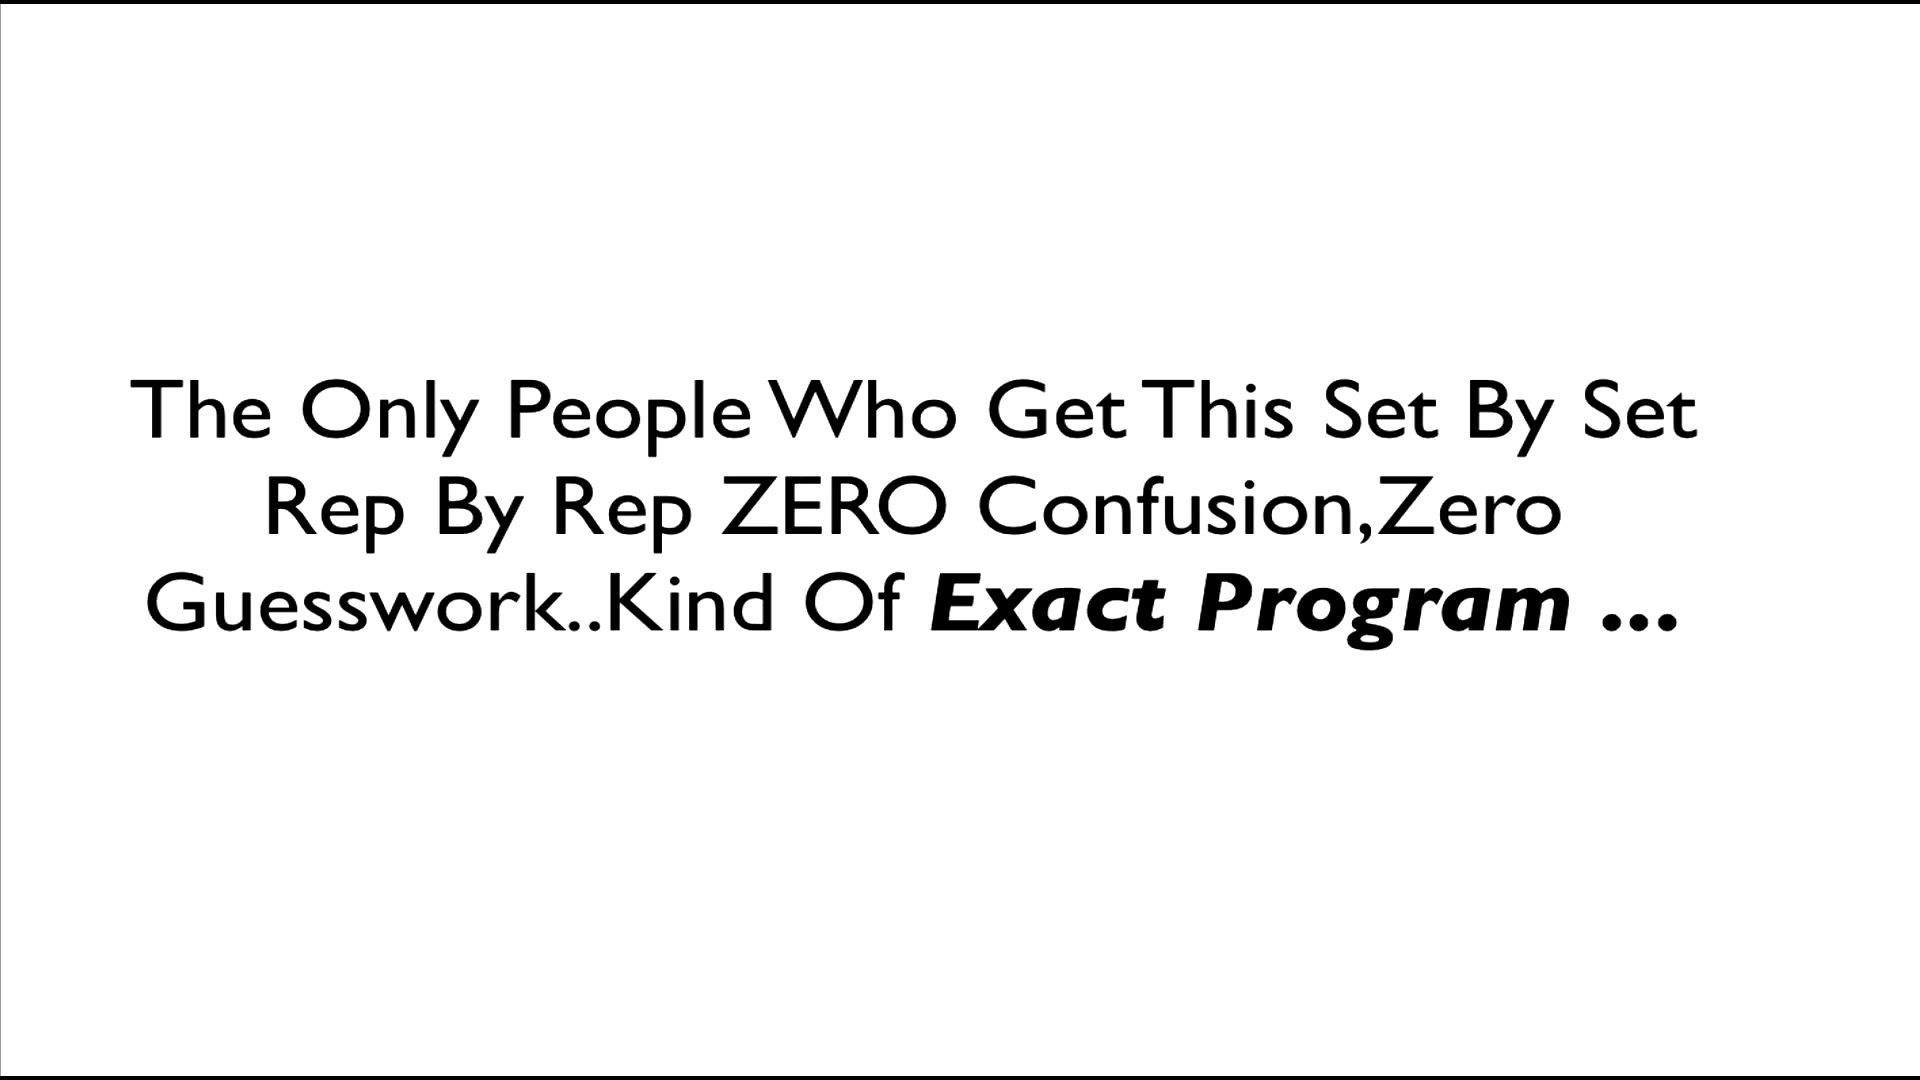 The Only People Who Get This Set By Set
Rep By Rep ZERO Confusion,Zero
Guesswork..Kind Of Exact Program ...